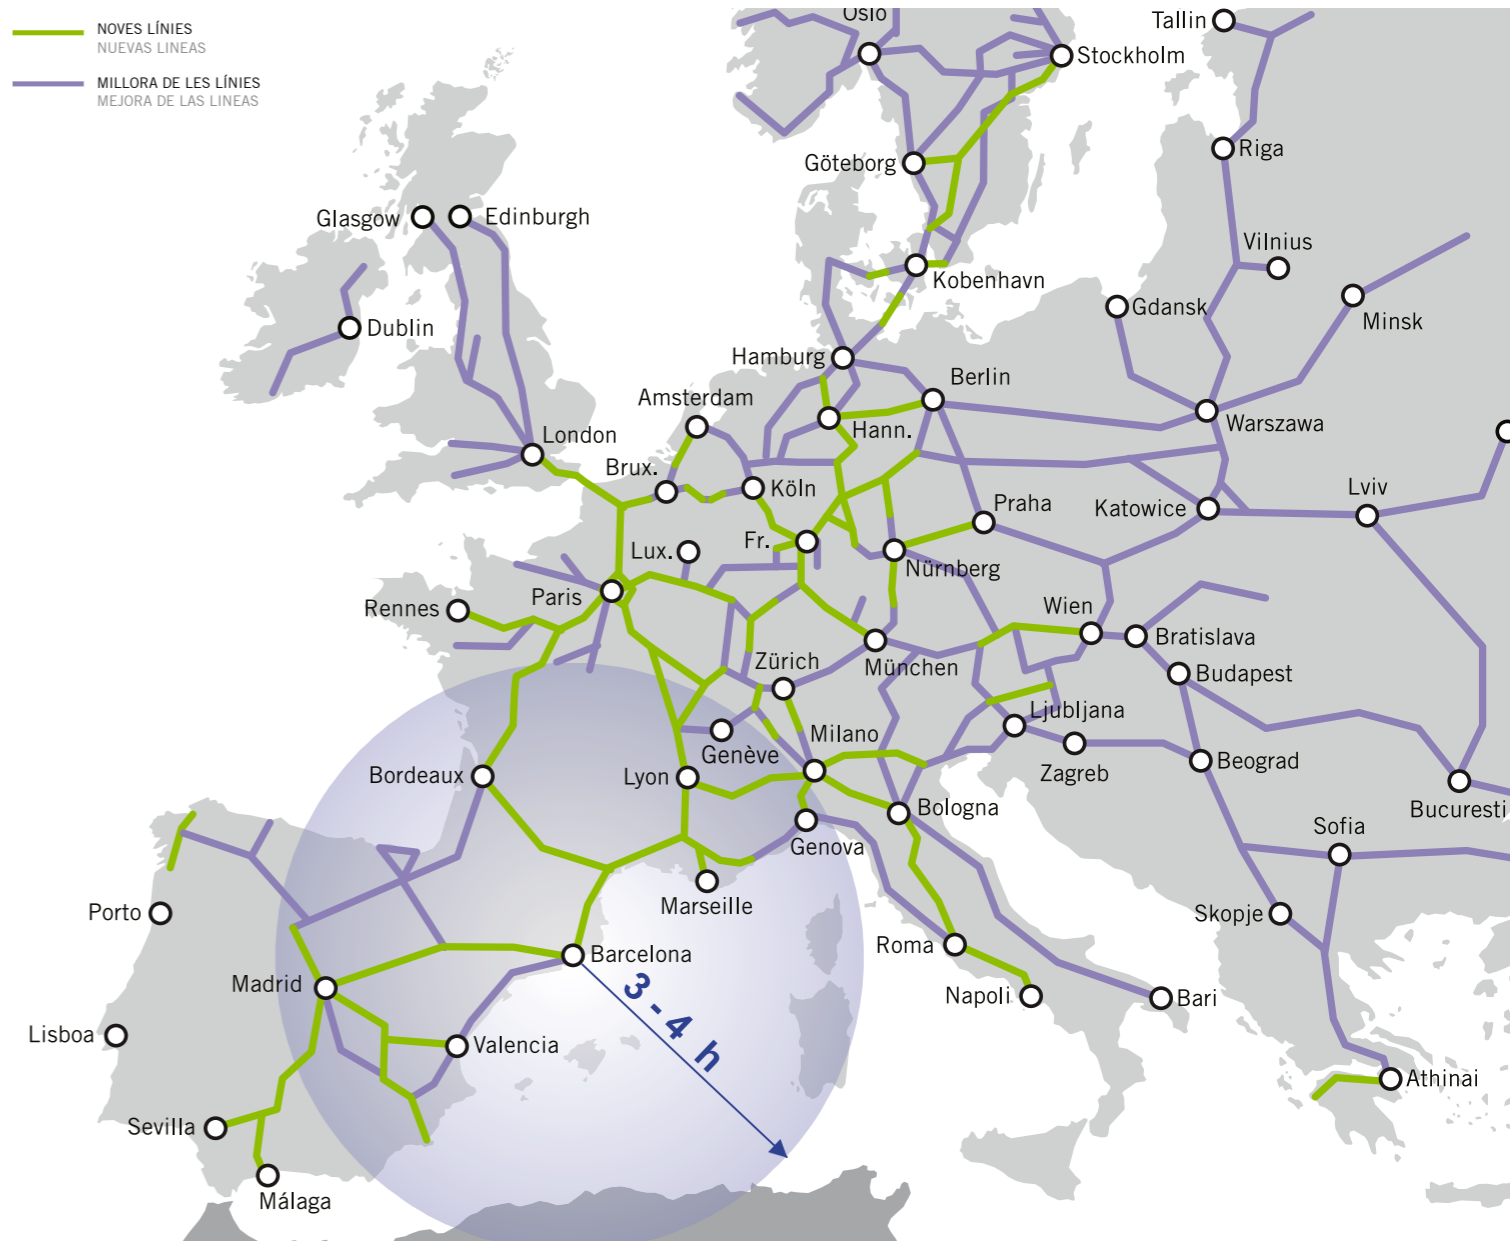 NOVES LÍNIES
NUEVAS LINEAS
MILLORA DE LES LÍNIES
MEJORA DE LAS LINEAS
Oslo
Tallin
Stockholm
Göteborg
Riga
Glasgow
Edinburgh
Vilnius
Kobenhavn
Gdansk
Minsk
Dublin
Hamburg
Berlin
Amsterdam
Hann.
Warszawa
London
Brux.
Köln
Lviv
Praha
Katowice
Fr.
Lux.
Nürnberg
Paris
Rennes
Wien
Bratislava
Zürich
München
Budapest
Ljubljana
Milano
Genève
Zagreb
Beograd
Bordeaux
Lyon
Bologna
Bucuresti
Genova
Sofia
Marseille
Porto
Skopje
Roma
Barcelona
Madrid
3 - 4 h
Napoli
Bari
Lisboa
Valencia
Athinai
Sevilla
Málaga